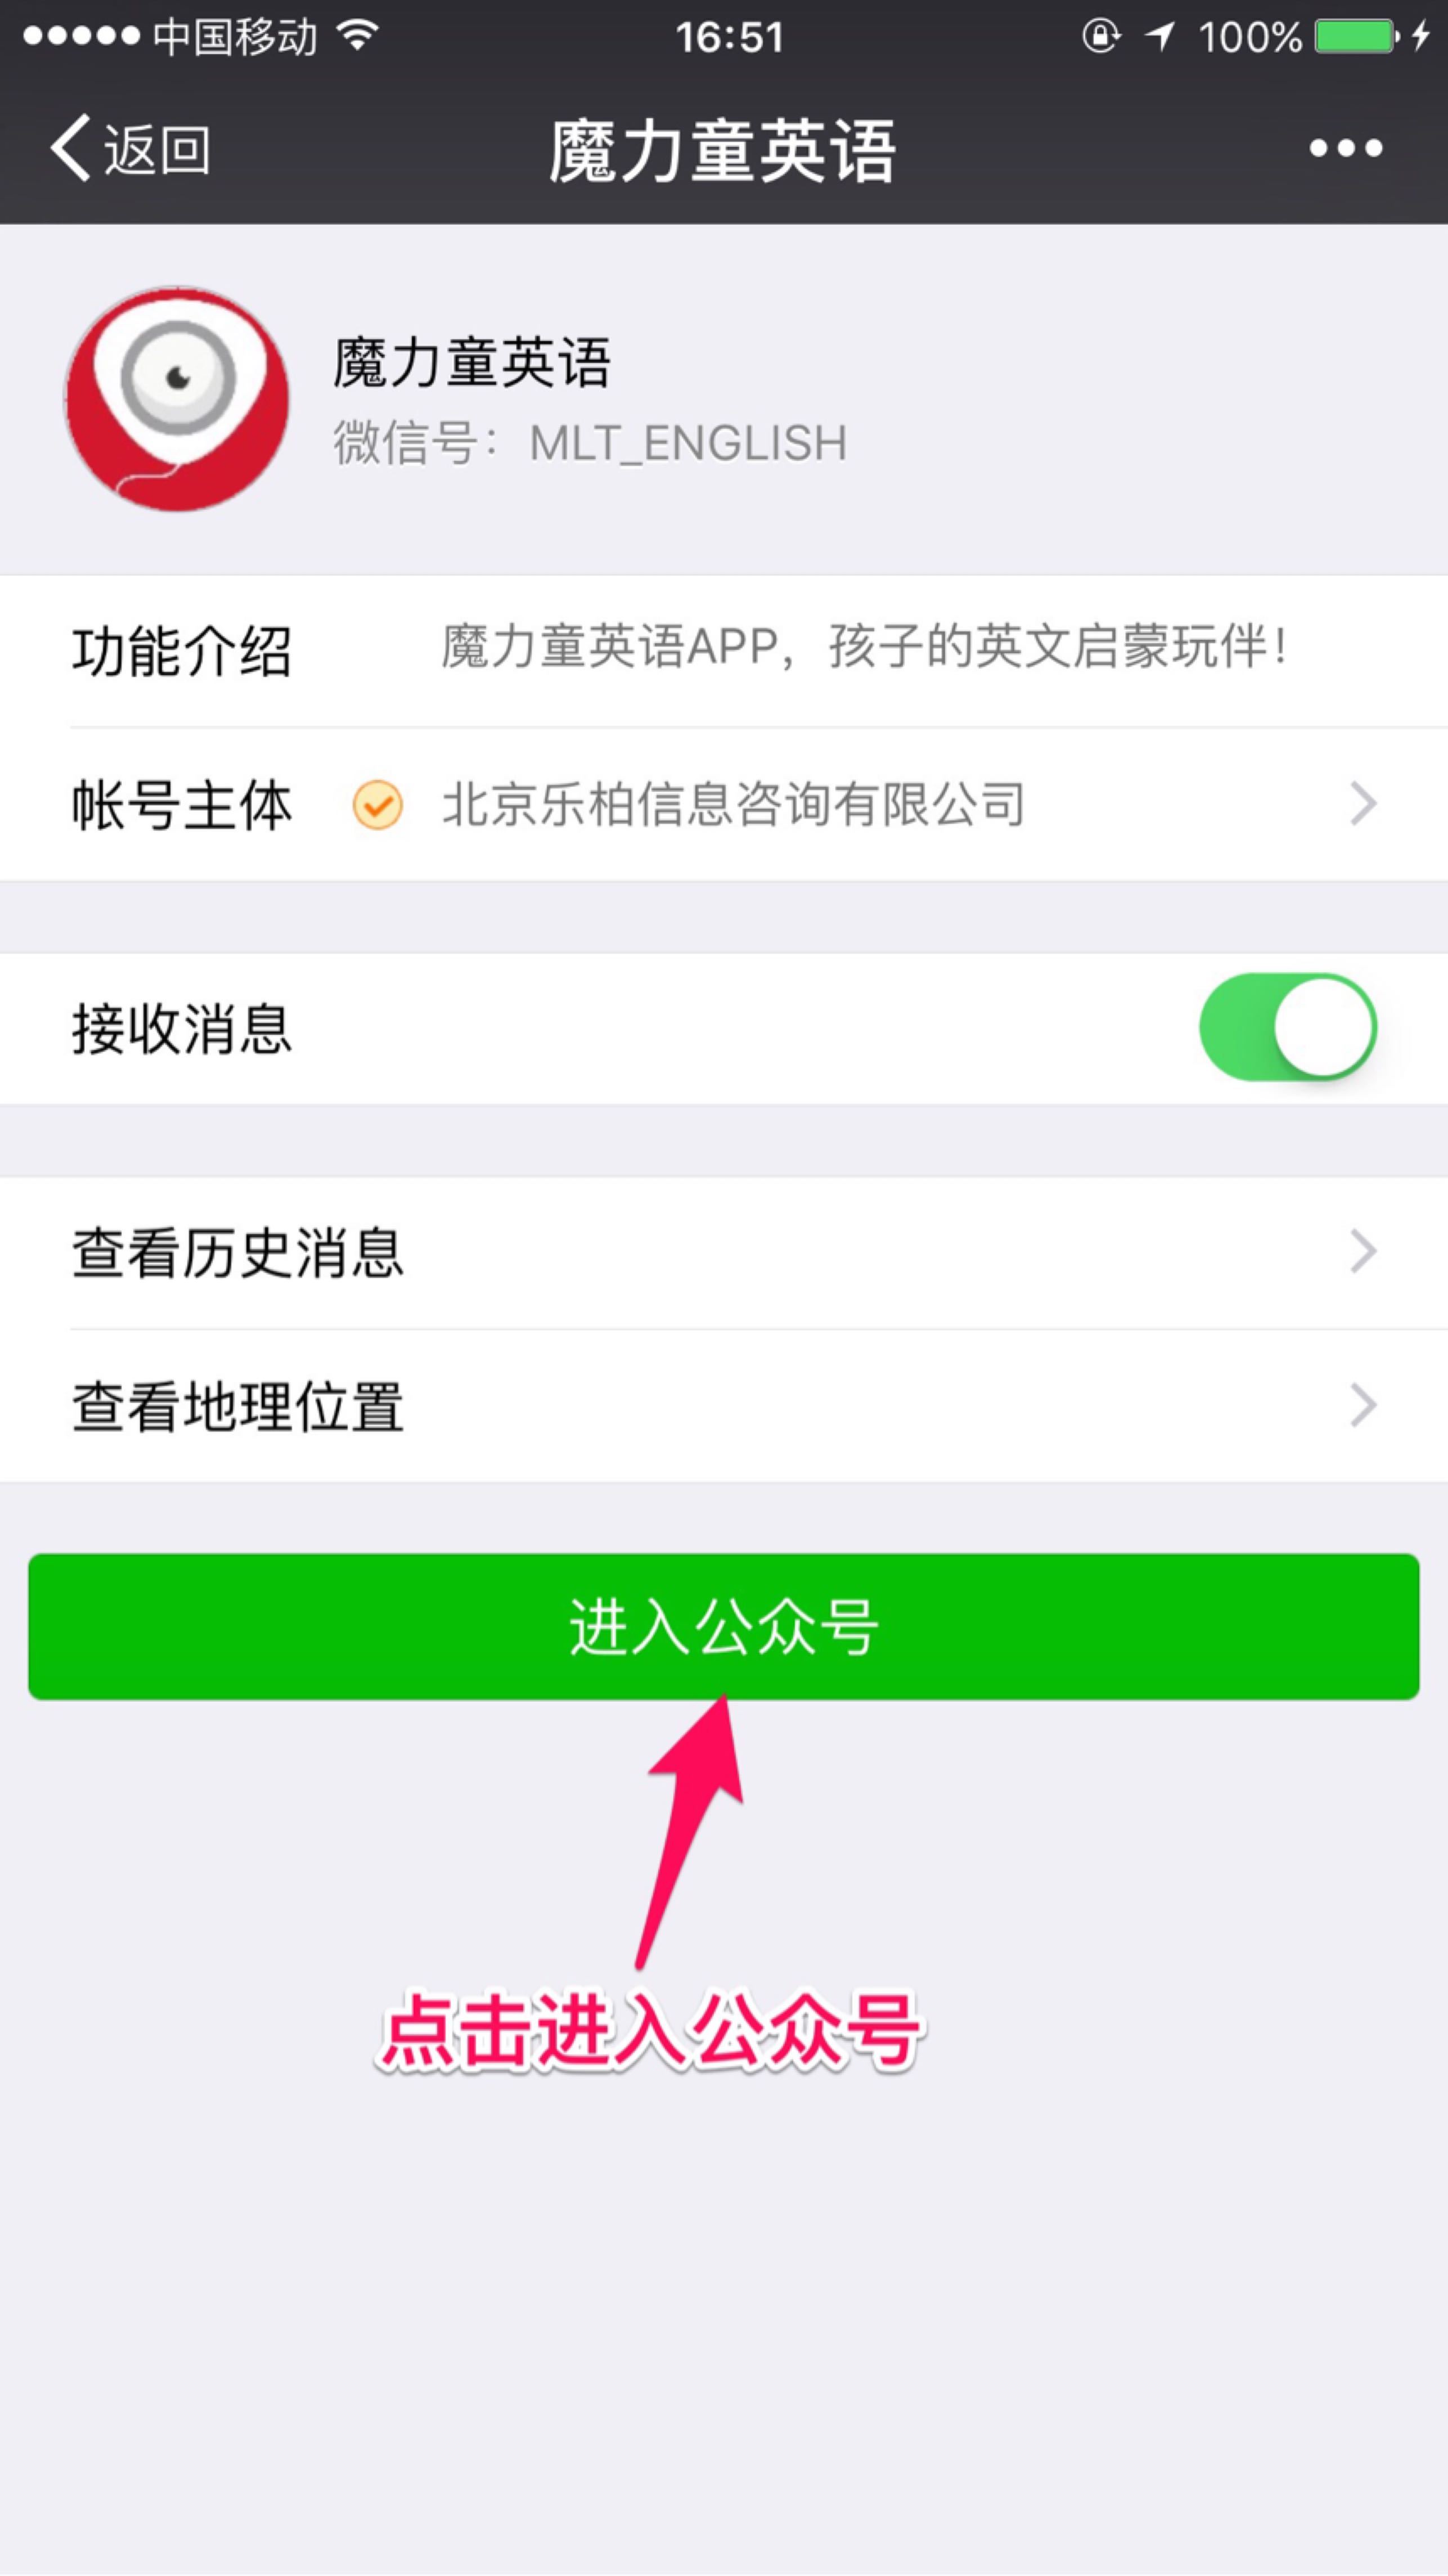 中国移动 16:51 100%
返回 魔力童英语
魔力童英语
微信号：MLT_ENGLISH
功能介绍 魔力童英语APP，孩子的英文启蒙玩伴！
帐号主体 北京乐柏信息咨询有限公司
接收消息
查看历史消息
查看地理位置
进入公众号
点击进入公众号